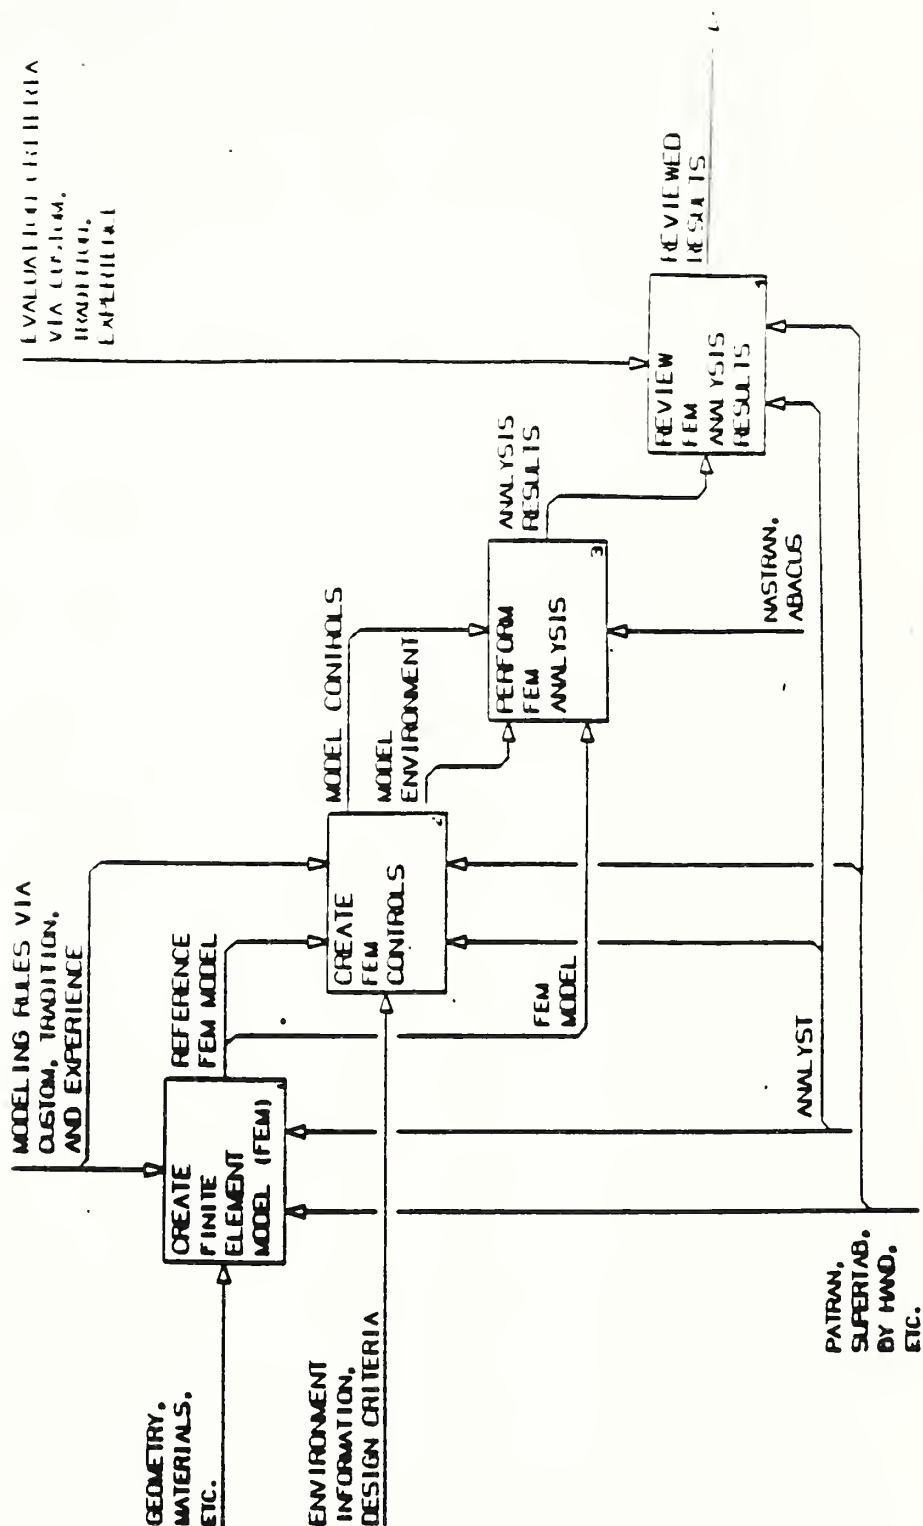 MODELING RULES VIA
CUSTOM, TRADITION,
AND EXPERIENCE
EVALUATION CRITERIA
VIA CUSTOM,
TRADITION,
EXPERIENCE
GEOMETRY,
MATERIALS,
ETC.
CREATE
FINITE
ELEMENT
MODEL (FEM)
REFERENCE
FEM MODEL
ENVIRONMENT
INFORMATION,
DESIGN CRITERIA
CREATE
FEM
CONTROLS
2
MODEL CONTROLS
MODEL
ENVIRONMENT
FEM
MODEL
PERFORM
FEM
ANALYSIS
3
ANALYSIS
RESULTS
REVIEW
FEM
ANALYSIS
RESULTS
4
REVIEWED
RESULTS
NASTRAN,
ABACUS
ANALYST
PATRAN,
SUPERTAB,
BY HAND,
ETC.